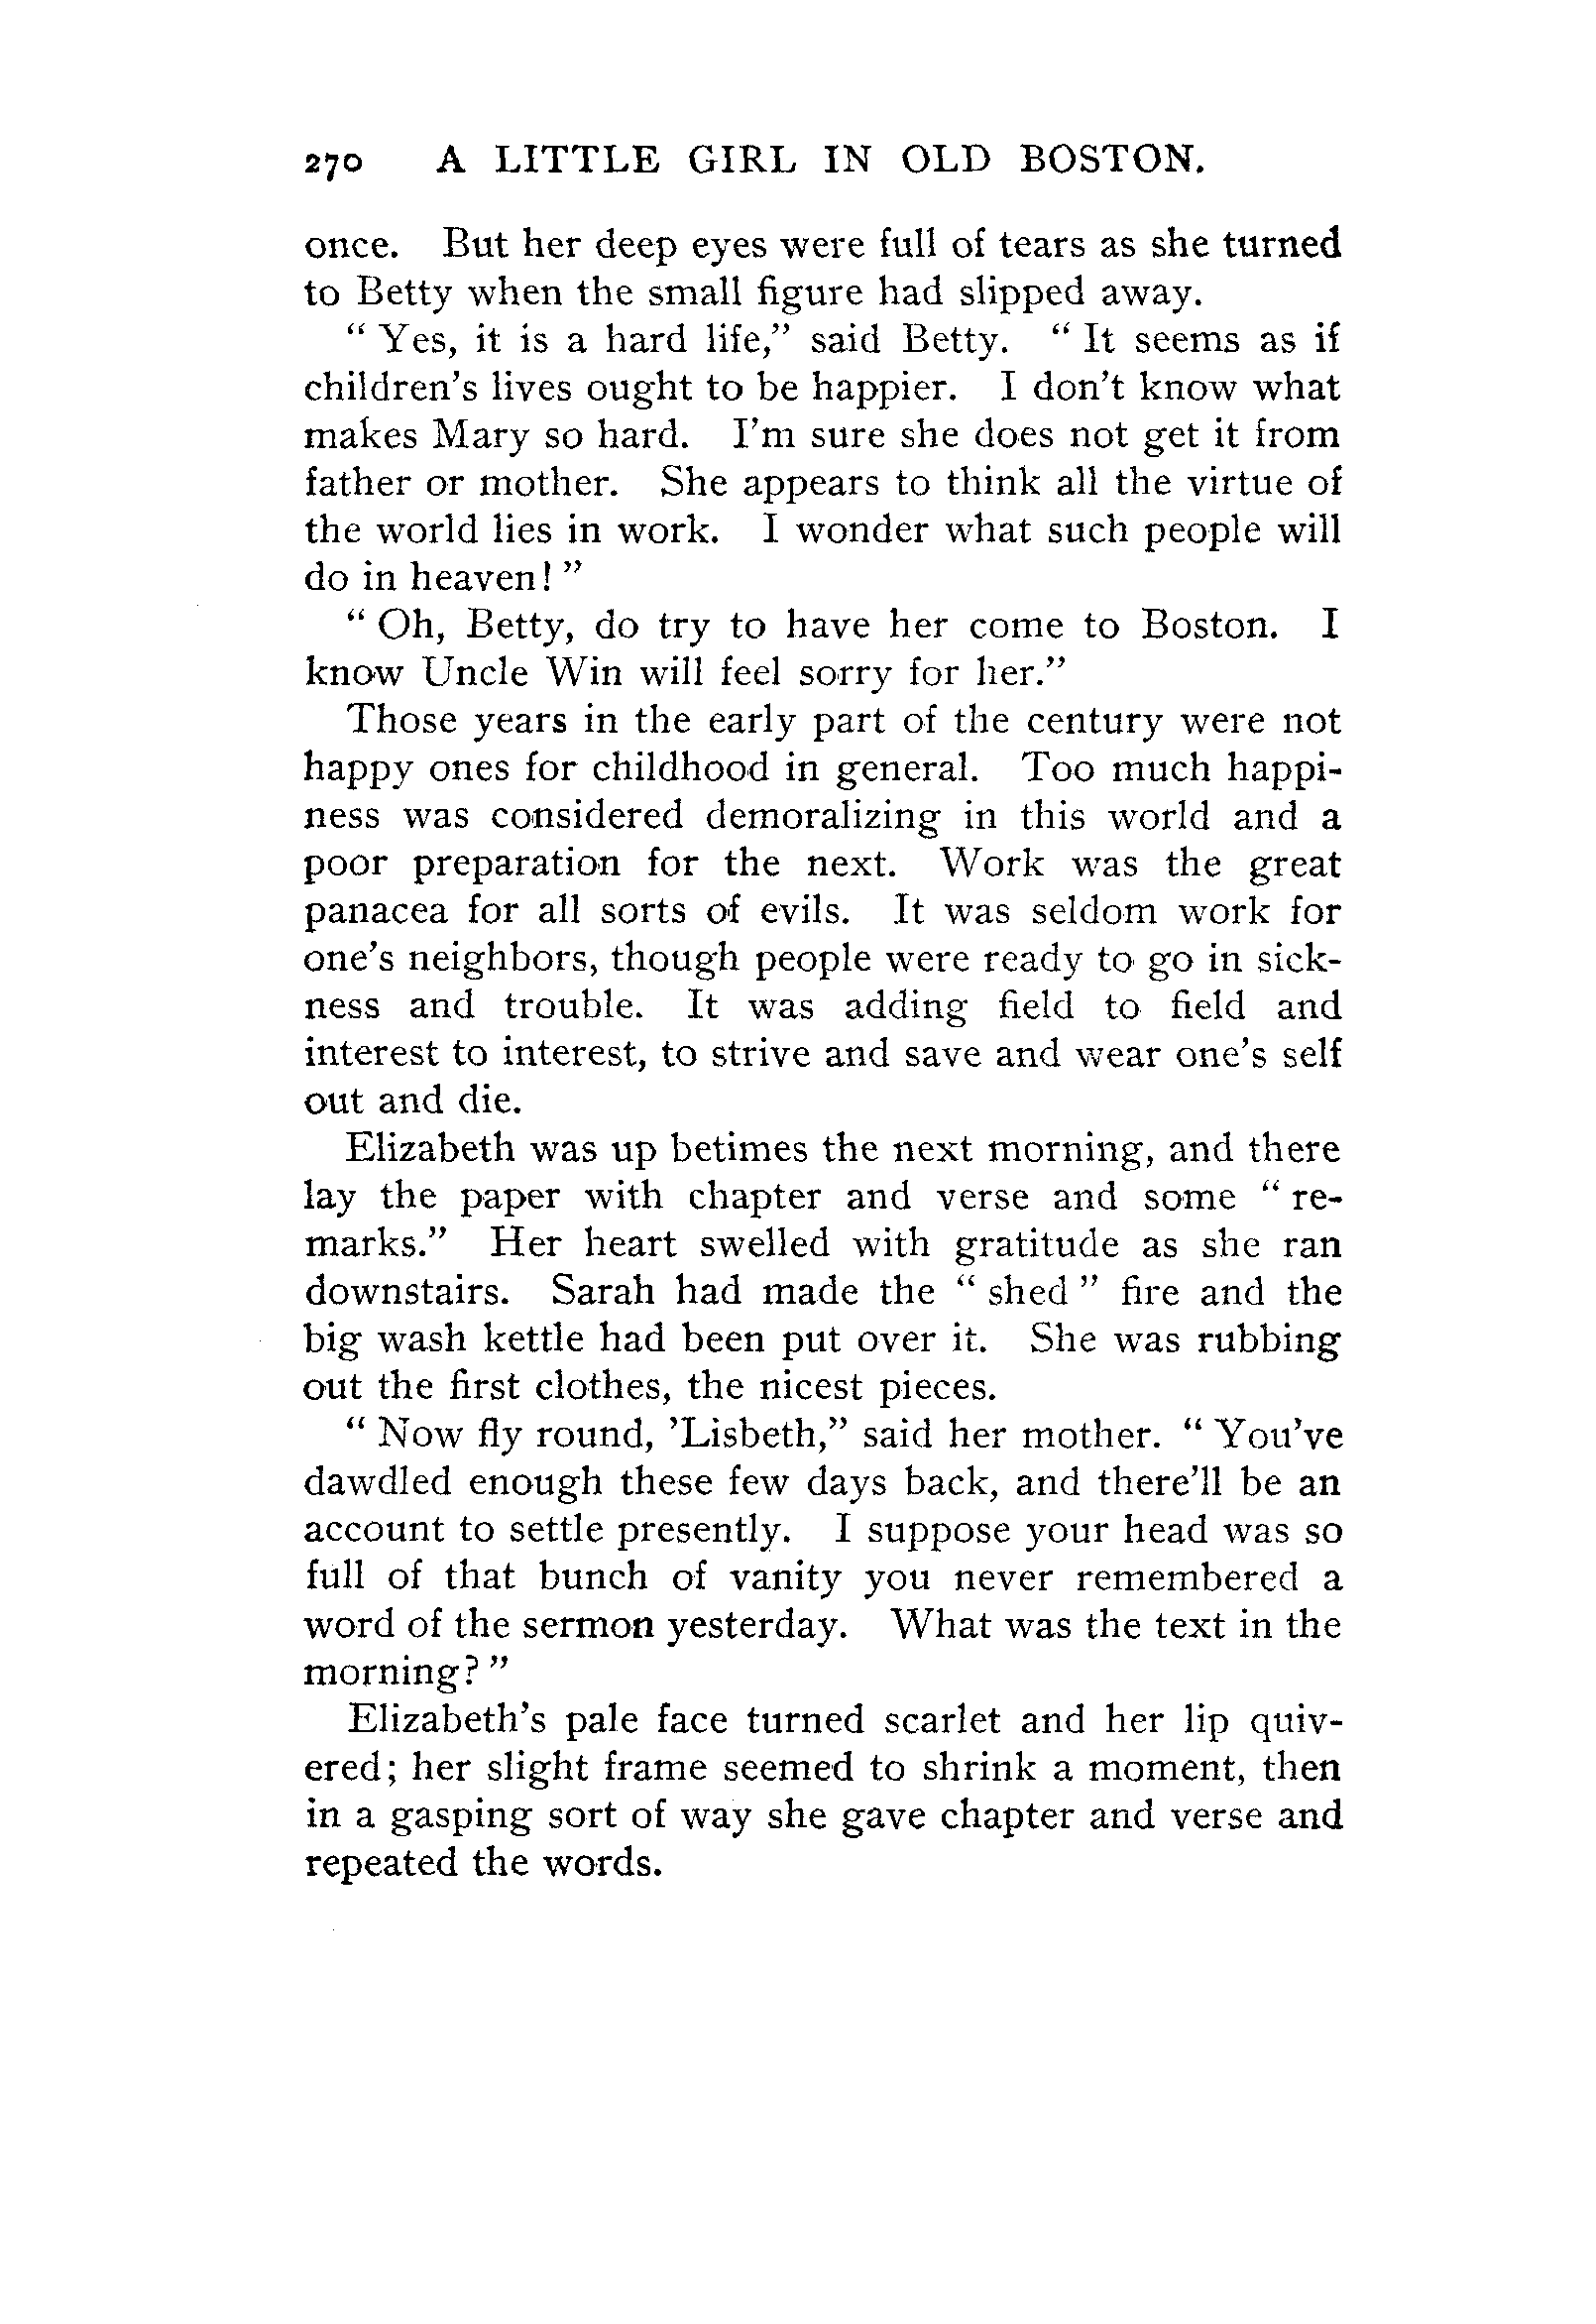 270 A LITTLE GIRL IN OLD BOSTON.
once. But her deep eyes were full of tears as she turned
to Betty when the small figure had slipped away.
“ Yes, it is a hard life,” said Betty. “ It seems as if
children’s lives ought to be happier. I don’t know what
makes Mary so hard. I’m sure she does not get it from
father or mother. She appears to think all the virtue of
the world lies in work. I wonder what such people will
do in heaven! ”
“ Oh, Betty, do try to have her come to Boston. I
know Uncle Win will feel sorry for her.”
Those years in the early part of the century were not
happy ones for childhood in general. Too much happi-
ness was considered demoralizing in this world and a
poor preparation for the next. Work was the great
panacea for all sorts of evils. It was seldom work for
one’s neighbors, though people were ready to go in sick-
ness and trouble. It was adding field to field and
interest to interest, to strive and save and wear one’s self
out and die.
Elizabeth was up betimes the next morning, and there
lay the paper with chapter and verse and some “ re-
marks.” Her heart swelled with gratitude as she ran
downstairs. Sarah had made the “ shed ” fire and the
big wash kettle had been put over it. She was rubbing
out the first clothes, the nicest pieces.
“ Now fly round, ’Lisbeth,” said her mother. “ You’ve
dawdled enough these few days back, and there’ll be an
account to settle presently. I suppose your head was so
full of that bunch of vanity you never remembered a
word of the sermon yesterday. What was the text in the
morning? ”
Elizabeth’s pale face turned scarlet and her lip quiv-
ered; her slight frame seemed to shrink a moment, then
in a gasping sort of way she gave chapter and verse and
repeated the words.